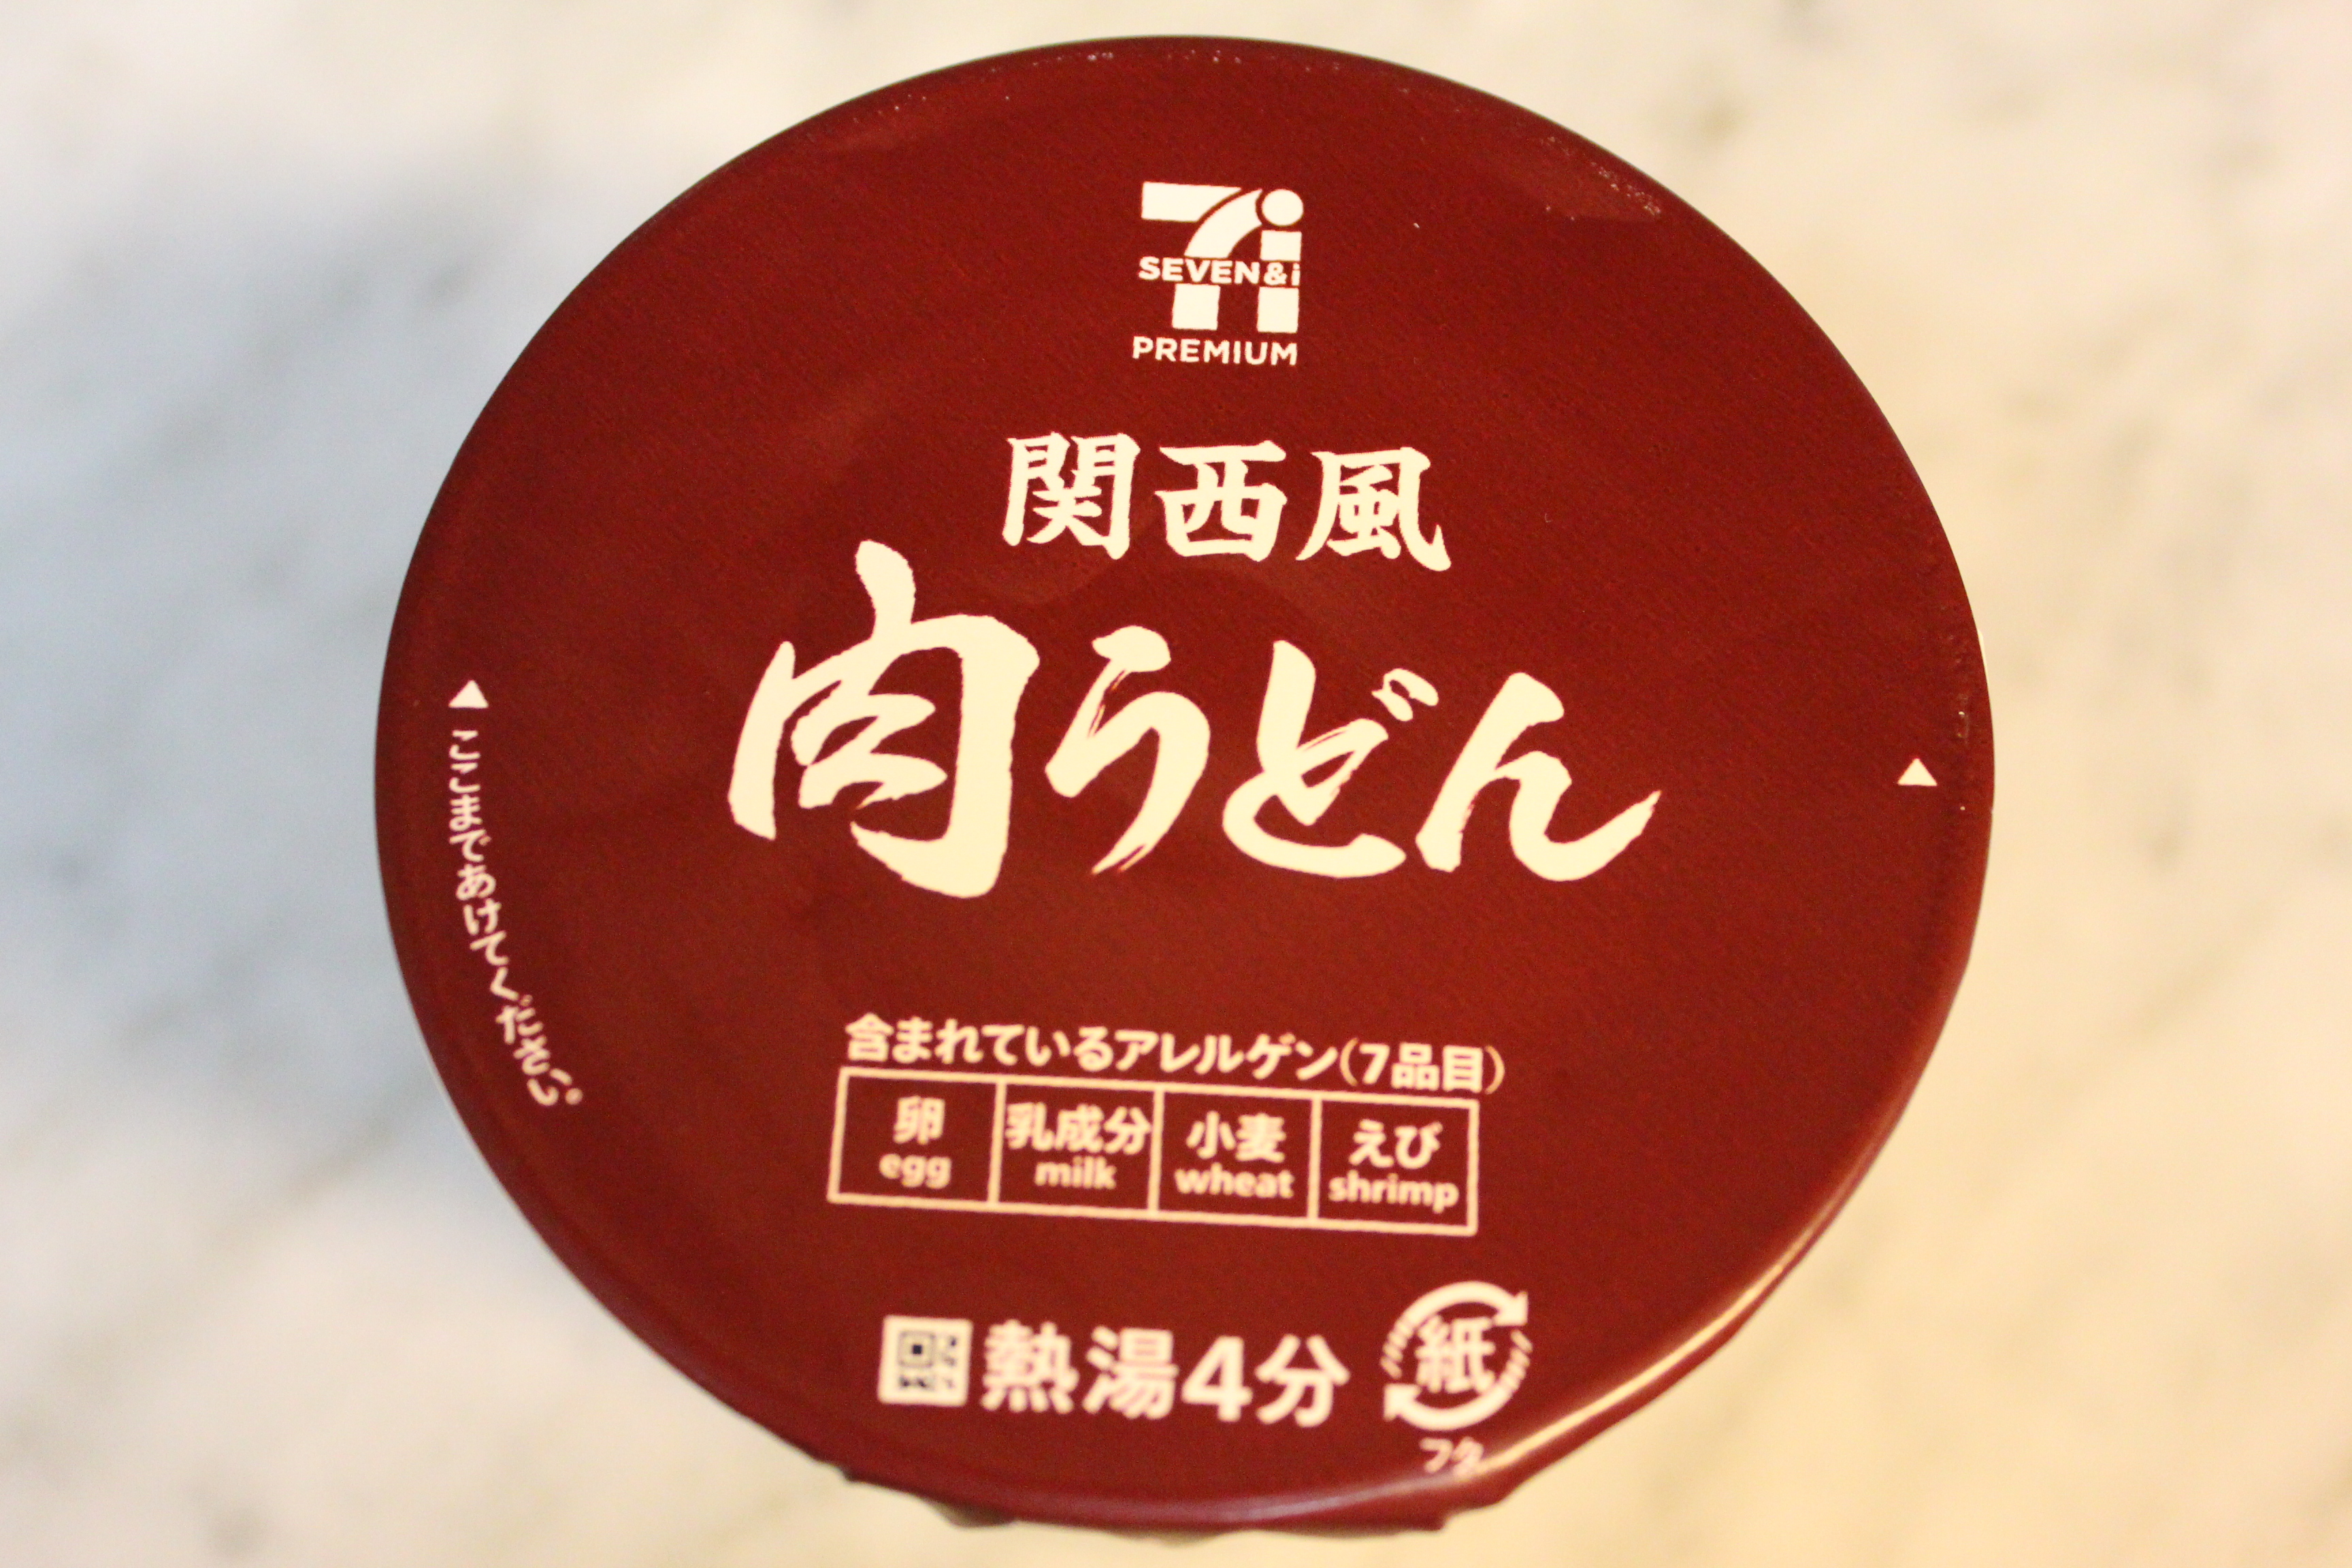 SEVEN&i
PREMIUM
関西風
肉うどん
▲ここまであけてください。
▲
含まれているアレルゲン(7品目)
卵 乳成分 小麦 えび
egg milk wheat shrimp
熱湯4分 紙
フタ